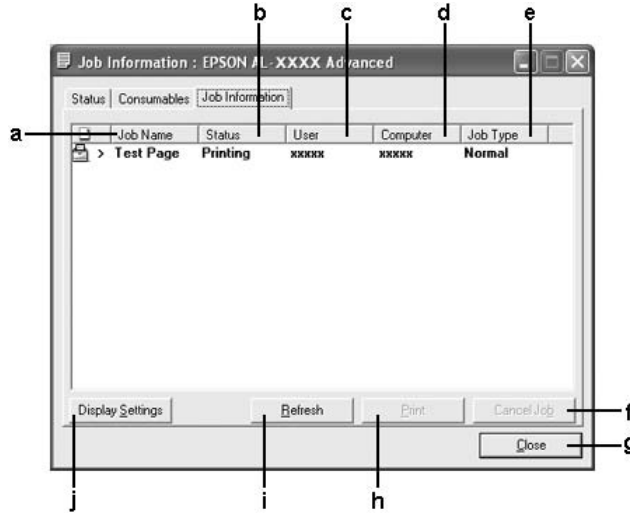 b c d e
Job Information : EPSON AL-XXXX Advanced
Status Consumables Job Information
a Job Name Status User Computer Job Type
> Test Page Printing xxxxx xxxxx Normal
Display Settings Refresh Print Cancel Job f
Close g
j i h